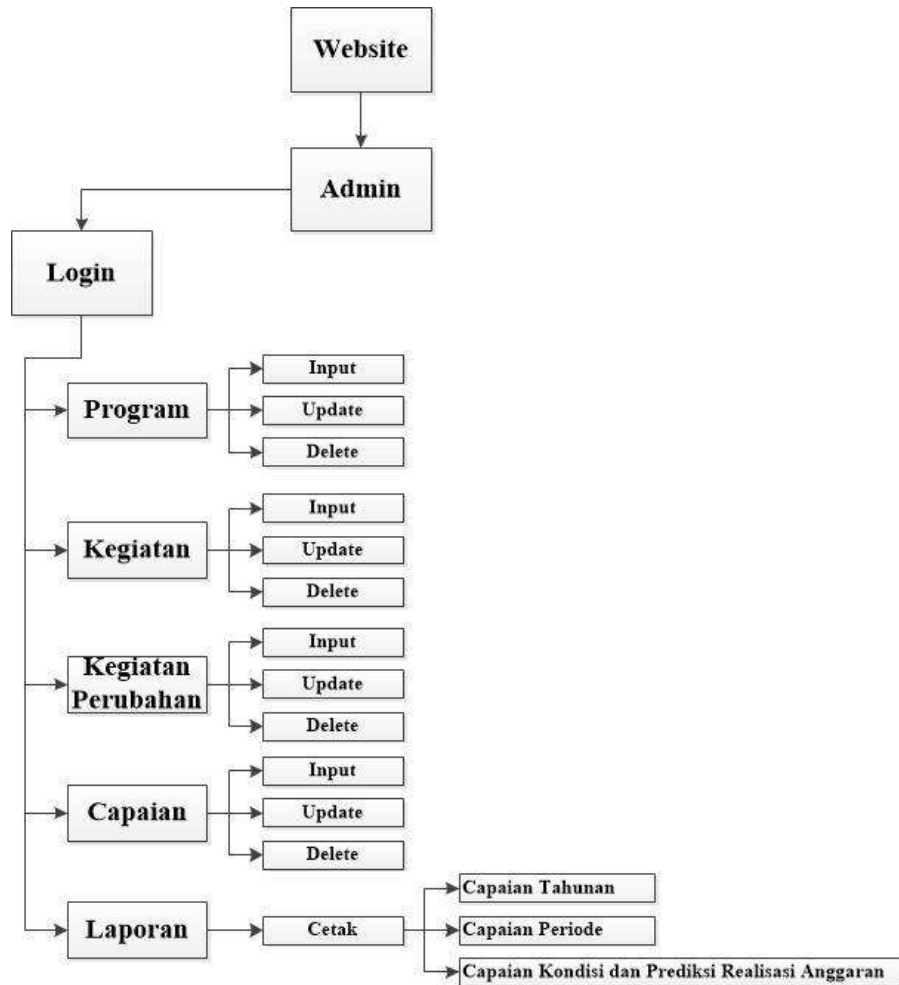 Website
Admin
Login
Program
Input
Update
Delete
Kegiatan
Input
Update
Delete
Kegiatan
Perubahan
Input
Update
Delete
Capaian
Input
Update
Delete
Laporan
Cetak
Capaian Tahunan
Capaian Periode
Capaian Kondisi dan Prediksi Realisasi Anggaran